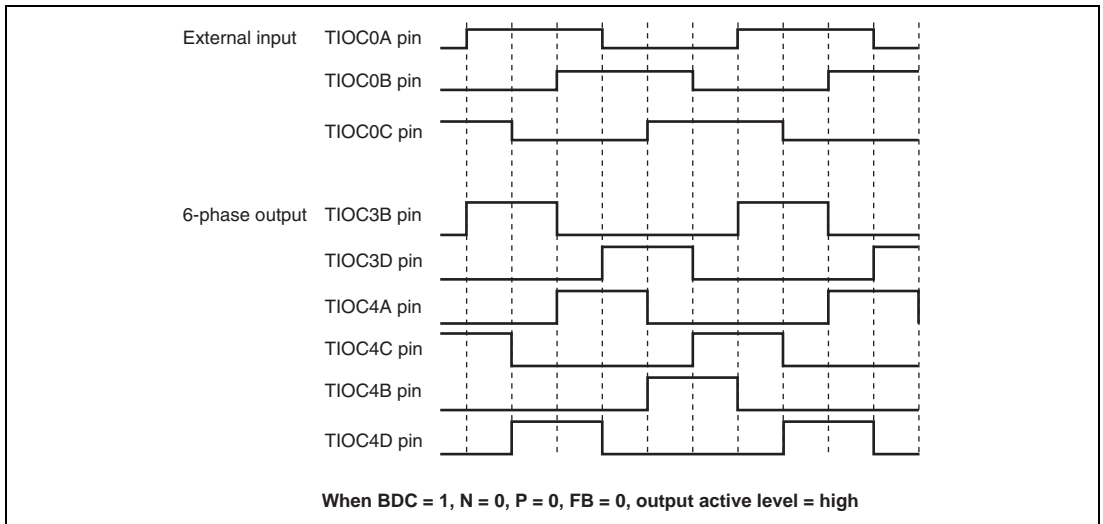 External input TIOC0A pin
TIOC0B pin
TIOC0C pin
6-phase output TIOC3B pin
TIOC3D pin
TIOC4A pin
TIOC4C pin
TIOC4B pin
TIOC4D pin
When BDC = 1, N = 0, P = 0, FB = 0, output active level = high